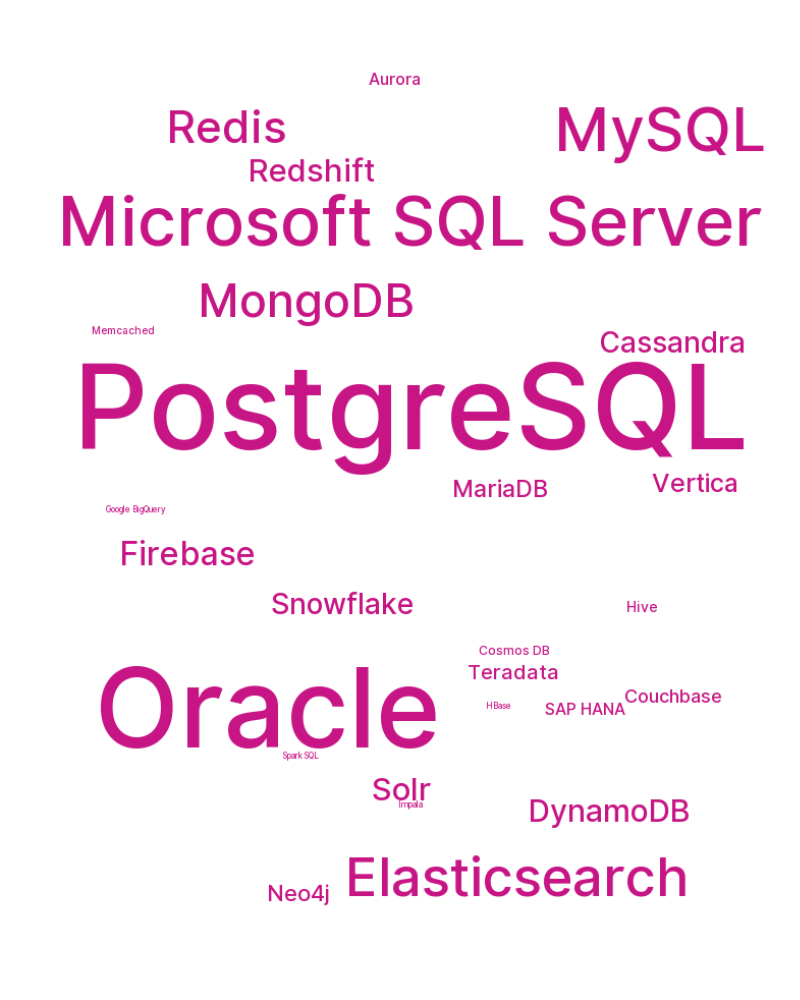 Aurora
Redis
MySQL
Redshift
Microsoft SQL Server
MongoDB
Memcached
Cassandra
PostgreSQL
MariaDB
Vertica
Google BigQuery
Firebase
Snowflake
Hive
Cosmos DB
Teradata
Oracle
HBase
SAP HANA
Couchbase
Spark SQL
Solr
Impala
DynamoDB
Elasticsearch
Neo4j